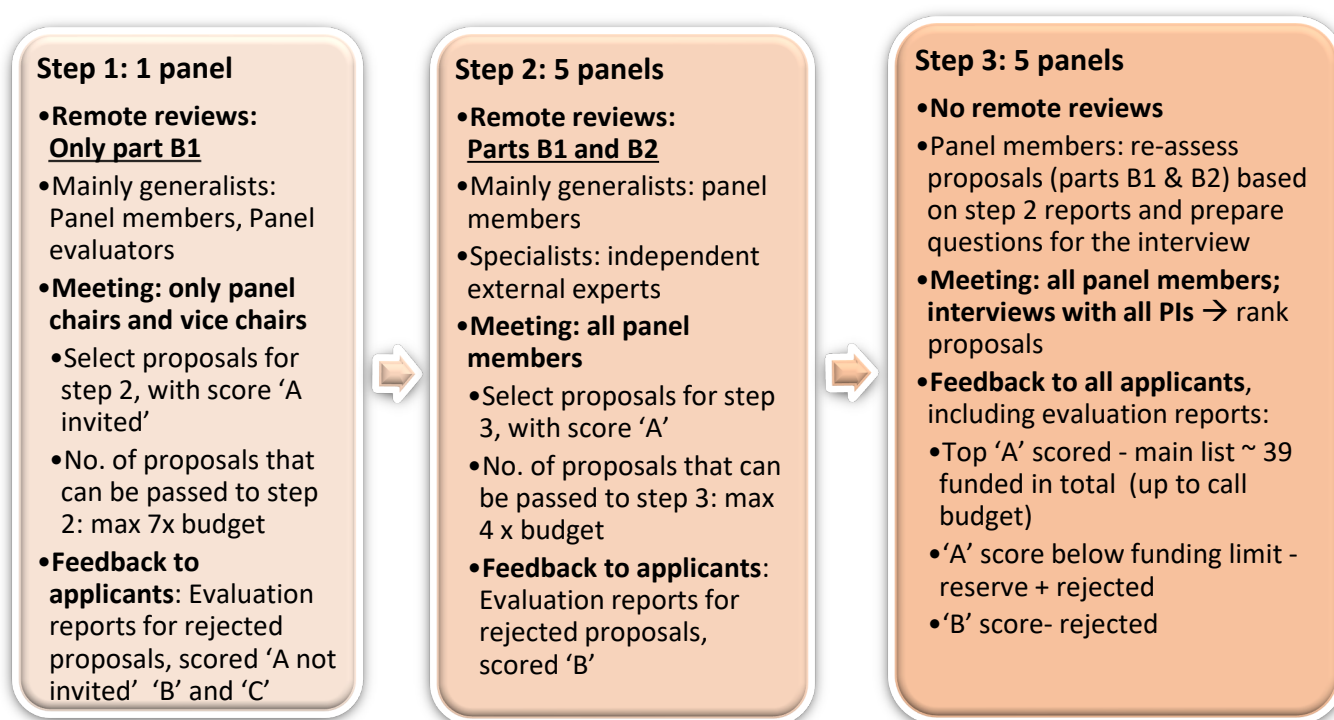 Step 1: 1 panel
•Remote reviews:
Only part B1
•Mainly generalists:
Panel members, Panel
evaluators
•Meeting: only panel
chairs and vice chairs
•Select proposals for
step 2, with score ‘A
invited’
•No. of proposals that
can be passed to step
2: max 7x budget
•Feedback to
applicants: Evaluation
reports for rejected
proposals, scored ‘A not
invited’ ‘B’ and ‘C’
Step 2: 5 panels
•Remote reviews:
Parts B1 and B2
•Mainly generalists: panel
members
•Specialists: independent
external experts
•Meeting: all panel
members
•Select proposals for step
3, with score ‘A’
•No. of proposals that can
be passed to step 3: max
4 x budget
•Feedback to applicants:
Evaluation reports for
rejected proposals,
scored ‘B’
Step 3: 5 panels
•No remote reviews
•Panel members: re-assess
proposals (parts B1 & B2) based
on step 2 reports and prepare
questions for the interview
•Meeting: all panel members;
interviews with all PIs → rank
proposals
•Feedback to all applicants,
including evaluation reports:
•Top ‘A’ scored - main list ~ 39
funded in total (up to call
budget)
•‘A’ score below funding limit -
reserve + rejected
•‘B’ score- rejected